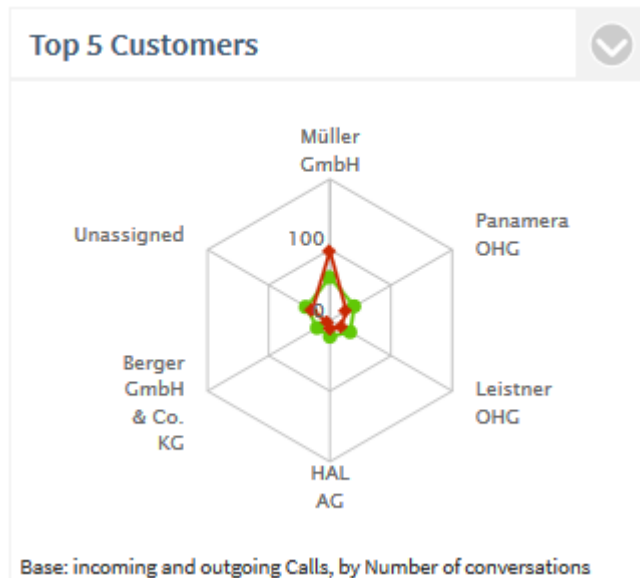 Top 5 Customers
Müller
GmbH
Panamera
OHG
Unassigned
100
0
Berger
GmbH
& Co.
KG
Leistner
OHG
HAL
AG
Base: incoming and outgoing Calls, by Number of conversations